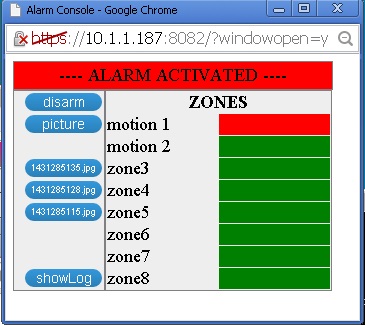 Alarm Console - Google Chrome
https://10.1.1.187:8082/?windowopen=y
---- ALARM ACTIVATED ----
disarm ZONES
picture motion 1
motion 2
1431285135.jpg zone3
1431285128.jpg zone4
1431285115.jpg zone5
zone6
zone7
showLog zone8